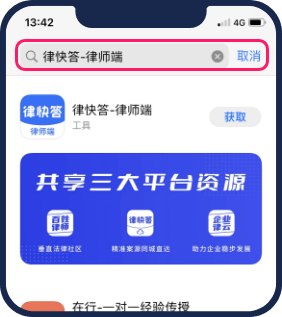 13:42 4G
律快答-律师端 取消
律快答
律师端
律快答-律师端
工具
获取
共享三大平台资源
百姓
律师
律快答
企业
律云
垂直法律社区 精准案源同城直达 助力企业稳步发展
在行-一对一经验传授